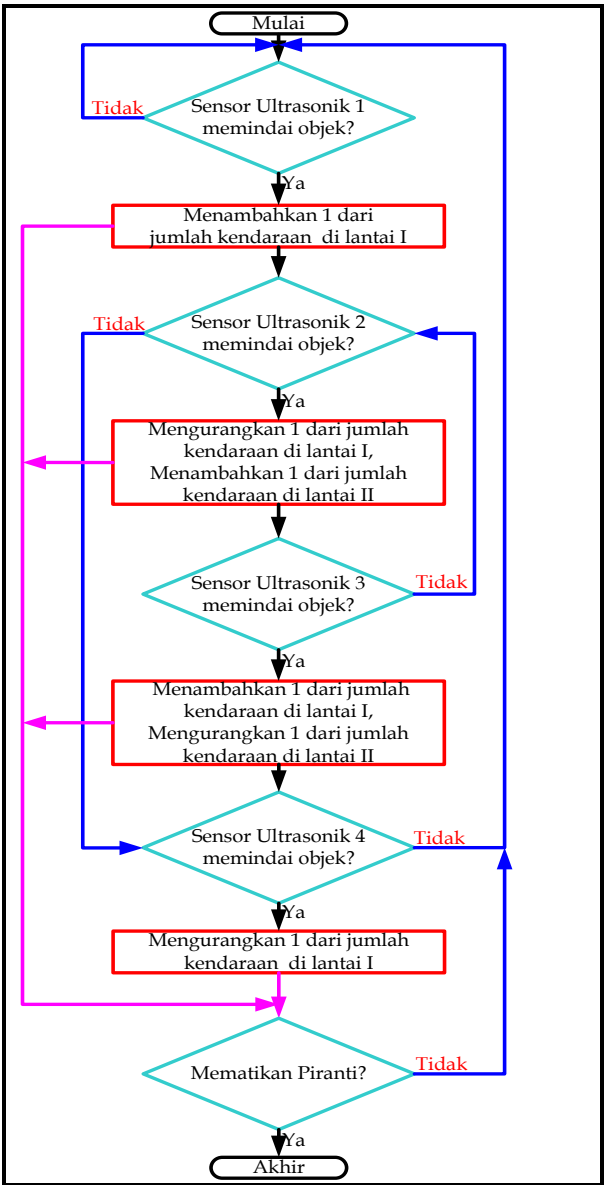 Mulai
Tidak
Sensor Ultrasonik 1
memindai objek?
Ya
Menambahkan 1 dari
jumlah kendaraan di lantai I
Tidak
Sensor Ultrasonik 2
memindai objek?
Ya
Mengurangkan 1 dari jumlah
kendaraan di lantai I,
Menambahkan 1 dari jumlah
kendaraan di lantai II
Sensor Ultrasonik 3
memindai objek?
Tidak
Ya
Menambahkan 1 dari jumlah
kendaraan di lantai I,
Mengurangkan 1 dari jumlah
kendaraan di lantai II
Sensor Ultrasonik 4
memindai objek?
Tidak
Ya
Mengurangkan 1 dari jumlah
kendaraan di lantai I
Mematikan Piranti?
Tidak
Ya
Akhir